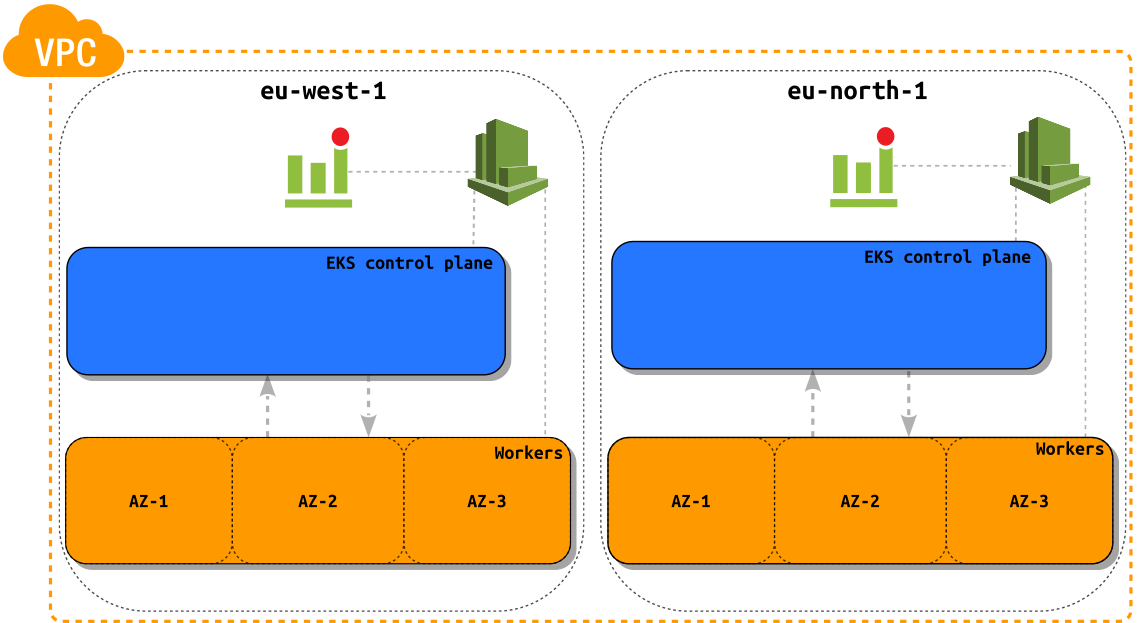 VPC
eu-west-1
eu-north-1
EKS control plane
EKS control plane
Workers
AZ-1
AZ-2
AZ-3
Workers
AZ-1
AZ-2
AZ-3